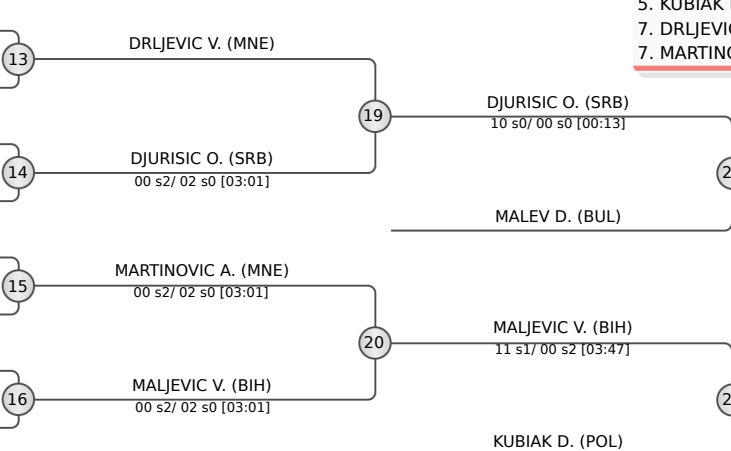 5. KUBIAK
7. DRLJEVIC
7. MARTINO
13
DRLJEVIC V. (MNE)
19
DJURISIC O. (SRB)
10 s0/ 00 s0 [00:13]
14
DJURISIC O. (SRB)
00 s2/ 02 s0 [03:01]
2
MALEV D. (BUL)
15
MARTINOVIC A. (MNE)
00 s2/ 02 s0 [03:01]
20
MALJEVIC V. (BIH)
11 s1/ 00 s2 [03:47]
16
MALJEVIC V. (BIH)
00 s2/ 02 s0 [03:01]
2
KUBIAK D. (POL)